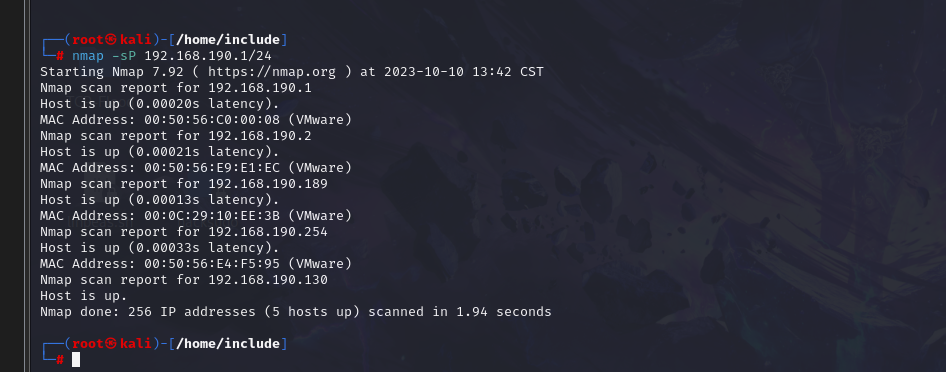 ┌──(root㉿kali)-[/home/include]
└─# nmap -sP 192.168.190.1/24
Starting Nmap 7.92 ( https://nmap.org ) at 2023-10-10 13:42 CST
Nmap scan report for 192.168.190.1
Host is up (0.00020s latency).
MAC Address: 00:50:56:C0:00:08 (VMware)
Nmap scan report for 192.168.190.2
Host is up (0.00021s latency).
MAC Address: 00:50:56:E9:E1:EC (VMware)
Nmap scan report for 192.168.190.189
Host is up (0.00013s latency).
MAC Address: 00:0C:29:10:EE:3B (VMware)
Nmap scan report for 192.168.190.254
Host is up (0.00033s latency).
MAC Address: 00:50:56:E4:F5:95 (VMware)
Nmap scan report for 192.168.190.130
Host is up.
Nmap done: 256 IP addresses (5 hosts up) scanned in 1.94 seconds
┌──(root㉿kali)-[/home/include]
└─#